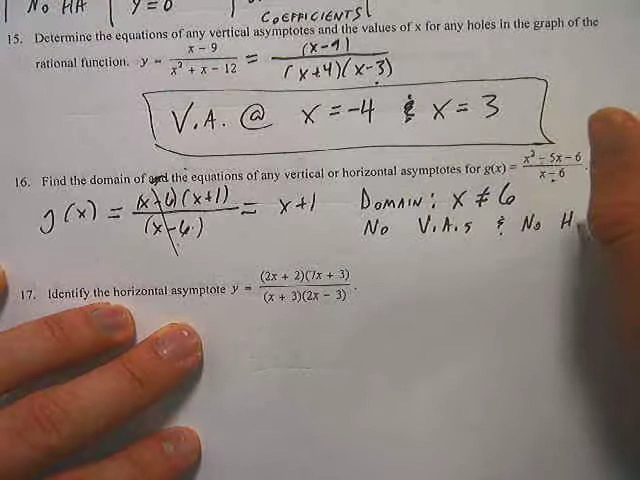 No HA y = 0 COEFFICIENTS
15. Determine the equations of any vertical asymptotes and the values of x for any holes in the graph of the
rational function. y = (x − 9)/(x² + x − 12) = (x-9)/((x+4)(x-3))
V.A. @ x = -4 & x = 3
16. Find the domain of and the equations of any vertical or horizontal asymptotes for g(x) = (x² − 5x − 6)/(x − 6).
g(x) = (x-6)(x+1)/(x-6) = x+1 DOMAIN: x ≠ 6
No V.A.s & No H
17. Identify the horizontal asymptote y = (2x + 2)(7x + 3)/((x + 3)(2x − 3)).